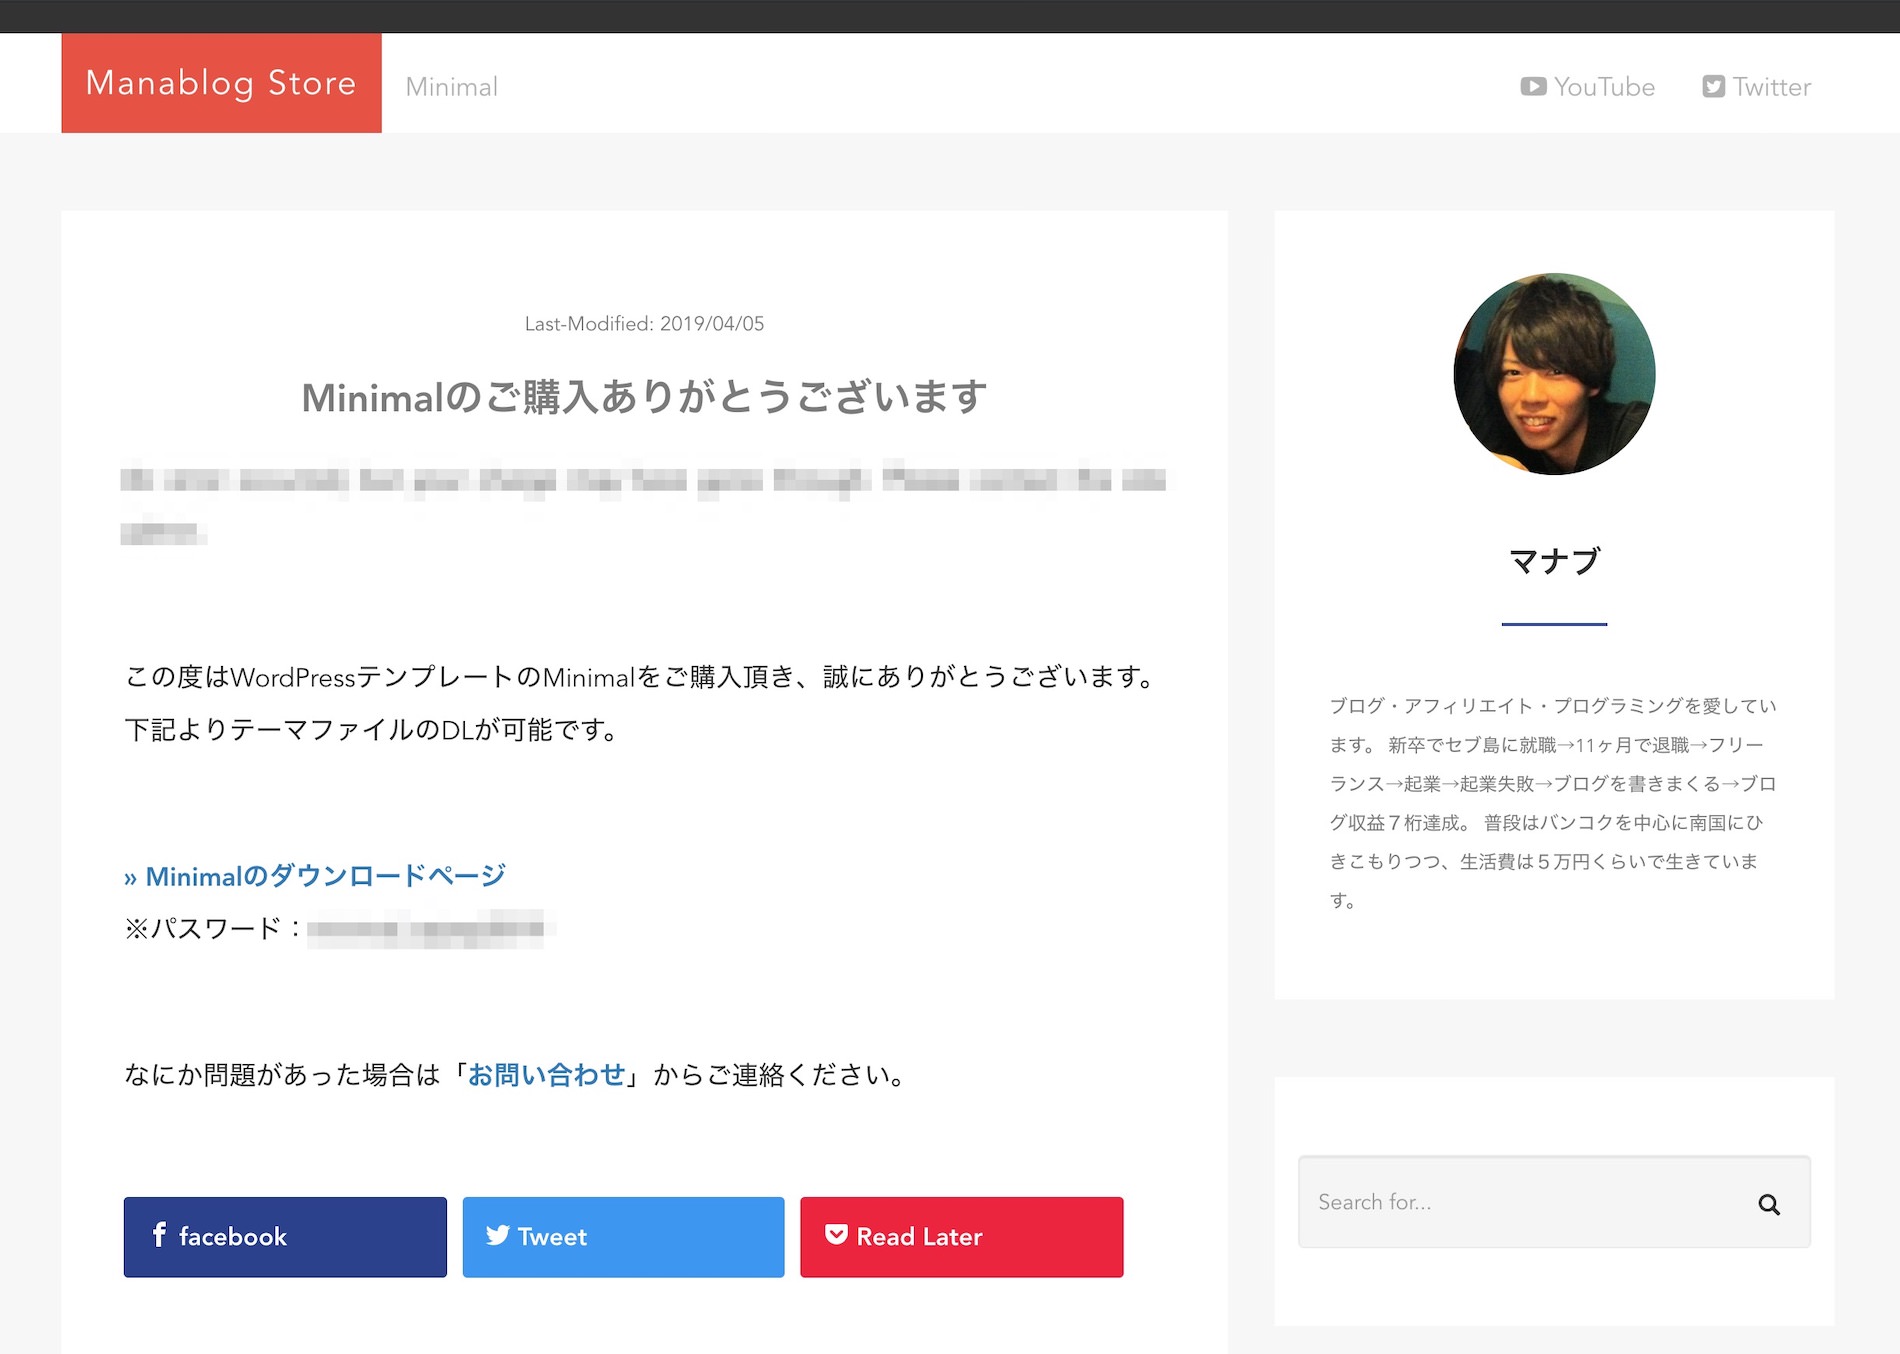 Manablog Store
Minimal
YouTube
Twitter
Last-Modified: 2019/04/05
Minimalのご購入ありがとうございます
この度はWordPressテンプレートのMinimalをご購入頂き、誠にありがとうございます。
下記よりテーマファイルのDLが可能です。
» Minimalのダウンロードページ
※パスワード：
なにか問題があった場合は「お問い合わせ」からご連絡ください。
facebook
Tweet
Read Later
マナブ
ブログ・アフィリエイト・プログラミングを愛してい
ます。 新卒でセブ島に就職→11ヶ月で退職→フリー
ランス→起業→起業失敗→ブログを書きまくる→ブロ
グ収益７桁達成。 普段はバンコクを中心に南国にひ
きこもりつつ、生活費は５万円くらいで生きていま
す。
Search for...